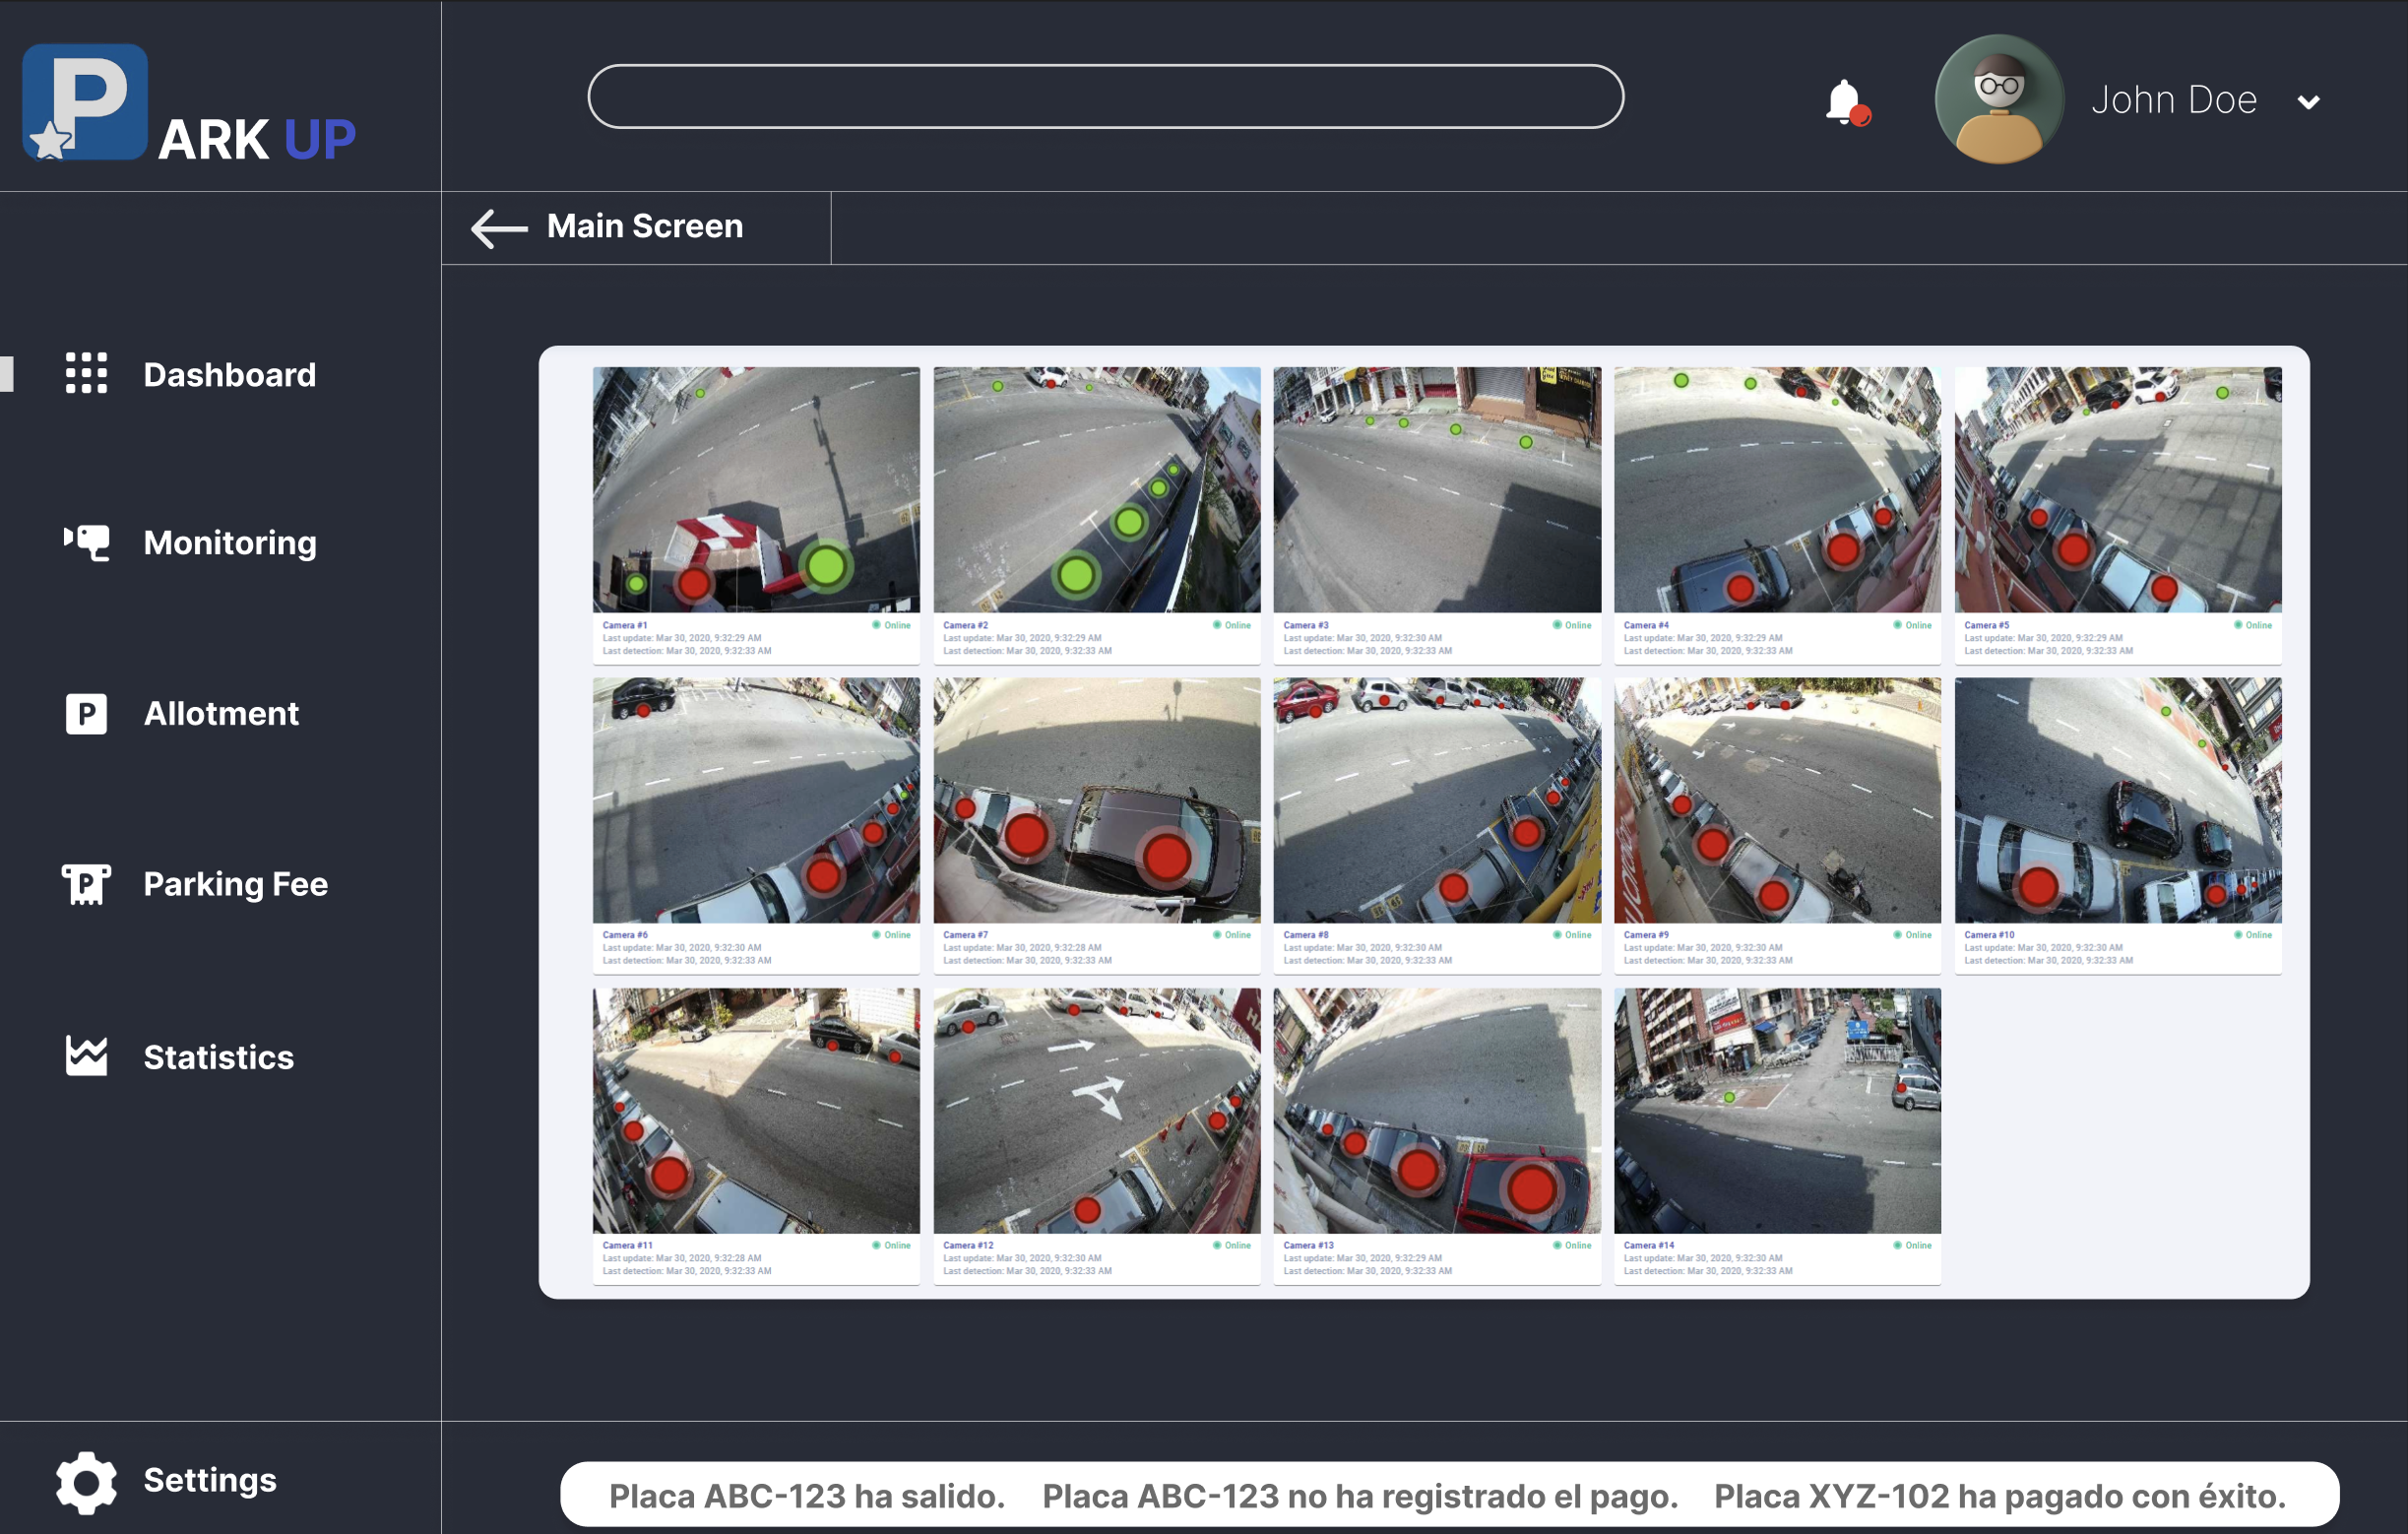 P ARK UP
John Doe
Main Screen
Dashboard
Monitoring
P Allotment
P Parking Fee
Statistics
Camera #1 Online
Last update: Mar 30, 2020, 9:32:29 AM
Last detection: Mar 30, 2020, 9:32:33 AM
Camera #2 Online
Last update: Mar 30, 2020, 9:32:29 AM
Last detection: Mar 30, 2020, 9:32:33 AM
Camera #3 Online
Last update: Mar 30, 2020, 9:32:30 AM
Last detection: Mar 30, 2020, 9:32:33 AM
Camera #4 Online
Last update: Mar 30, 2020, 9:32:29 AM
Last detection: Mar 30, 2020, 9:32:33 AM
Camera #5 Online
Last update: Mar 30, 2020, 9:32:29 AM
Last detection: Mar 30, 2020, 9:32:33 AM
Camera #6 Online
Last update: Mar 30, 2020, 9:32:30 AM
Last detection: Mar 30, 2020, 9:32:33 AM
Camera #7 Online
Last update: Mar 30, 2020, 9:32:28 AM
Last detection: Mar 30, 2020, 9:32:33 AM
Camera #8 Online
Last update: Mar 30, 2020, 9:32:30 AM
Last detection: Mar 30, 2020, 9:32:33 AM
Camera #9 Online
Last update: Mar 30, 2020, 9:32:30 AM
Last detection: Mar 30, 2020, 9:32:33 AM
Camera #10 Online
Last update: Mar 30, 2020, 9:32:30 AM
Last detection: Mar 30, 2020, 9:32:33 AM
Camera #11 Online
Last update: Mar 30, 2020, 9:32:28 AM
Last detection: Mar 30, 2020, 9:32:33 AM
Camera #12 Online
Last update: Mar 30, 2020, 9:32:30 AM
Last detection: Mar 30, 2020, 9:32:33 AM
Camera #13 Online
Last update: Mar 30, 2020, 9:32:29 AM
Last detection: Mar 30, 2020, 9:32:33 AM
Camera #14 Online
Last update: Mar 30, 2020, 9:32:30 AM
Last detection: Mar 30, 2020, 9:32:33 AM
Settings
Placa ABC-123 ha salido. Placa ABC-123 no ha registrado el pago. Placa XYZ-102 ha pagado con éxito.